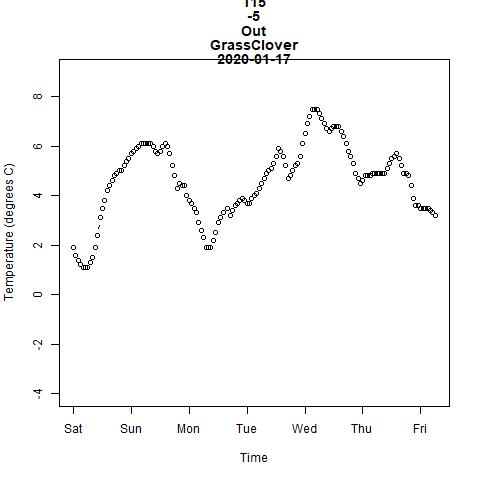 T15
-5
Out
GrassClover
2020-01-17
8
6
4
2
0
-2
-4
Temperature (degrees C)
Sat Sun Mon Tue Wed Thu Fri
Time